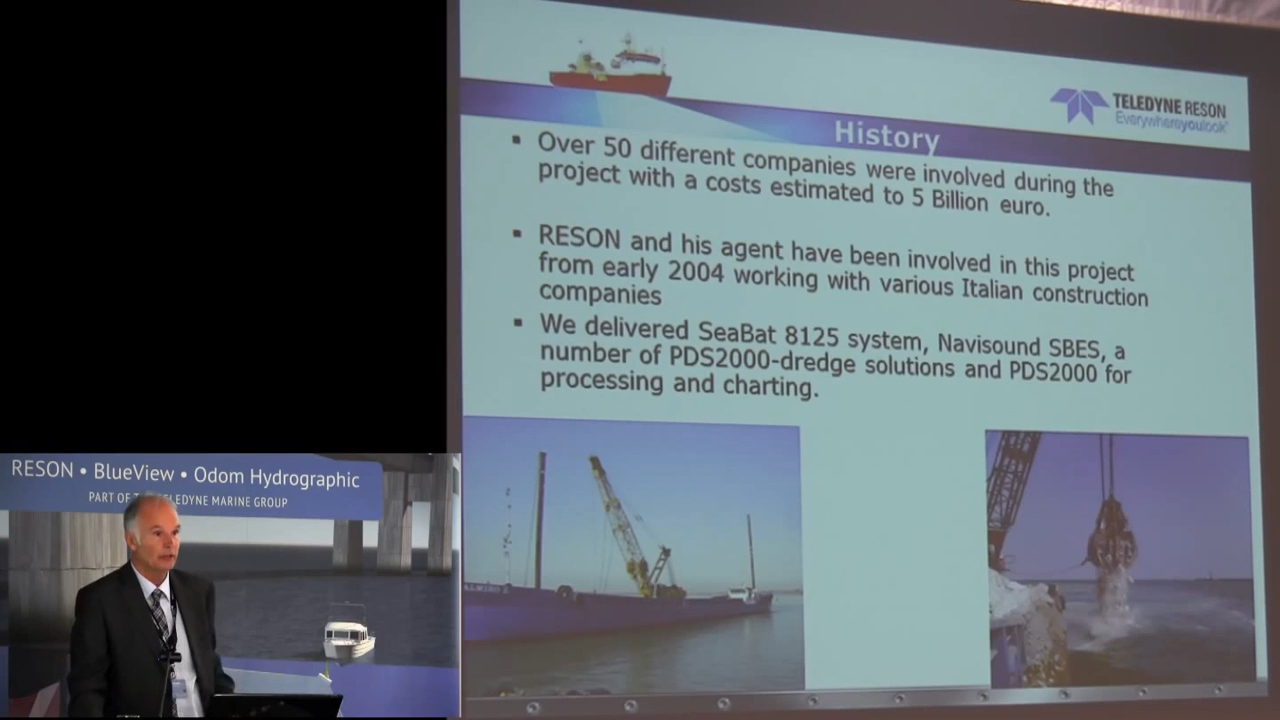 TELEDYNE RESON
Everywhereyoulook
History
▪ Over 50 different companies were involved during the
project with a costs estimated to 5 Billion euro.
▪ RESON and his agent have been involved in this project
from early 2004 working with various Italian construction
companies
▪ We delivered SeaBat 8125 system, Navisound SBES, a
number of PDS2000-dredge solutions and PDS2000 for
processing and charting.
RESON • BlueView • Odom Hydrographic
PART OF TELEDYNE MARINE GROUP